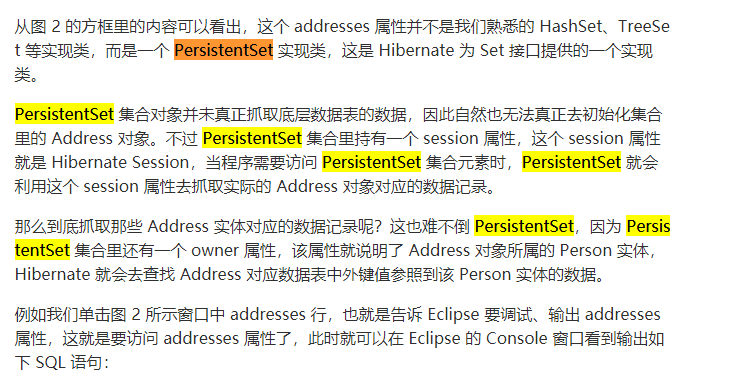 从图 2 的方框里的内容可以看出，这个 addresses 属性并不是我们熟悉的 HashSet、TreeSe
t 等实现类，而是一个 PersistentSet 实现类，这是 Hibernate 为 Set 接口提供的一个实现
类。
PersistentSet 集合对象并未真正抓取底层数据表的数据，因此自然也无法真正去初始化集合
里的 Address 对象。不过 PersistentSet 集合里持有一个 session 属性，这个 session 属性
就是 Hibernate Session，当程序需要访问 PersistentSet 集合元素时，PersistentSet 就会
利用这个 session 属性去抓取实际的 Address 对象对应的数据记录。
那么到底抓取那些 Address 实体对应的数据记录呢？这也难不倒 PersistentSet，因为 Persis
tentSet 集合里还有一个 owner 属性，该属性就说明了 Address 对象所属的 Person 实体，
Hibernate 就会去查找 Address 对应数据表中外键值参照到该 Person 实体的数据。
例如我们单击图 2 所示窗口中 addresses 行，也就是告诉 Eclipse 要调试、输出 addresses
属性，这就是要访问 addresses 属性了，此时就可以在 Eclipse 的 Console 窗口看到输出如
下 SQL 语句：